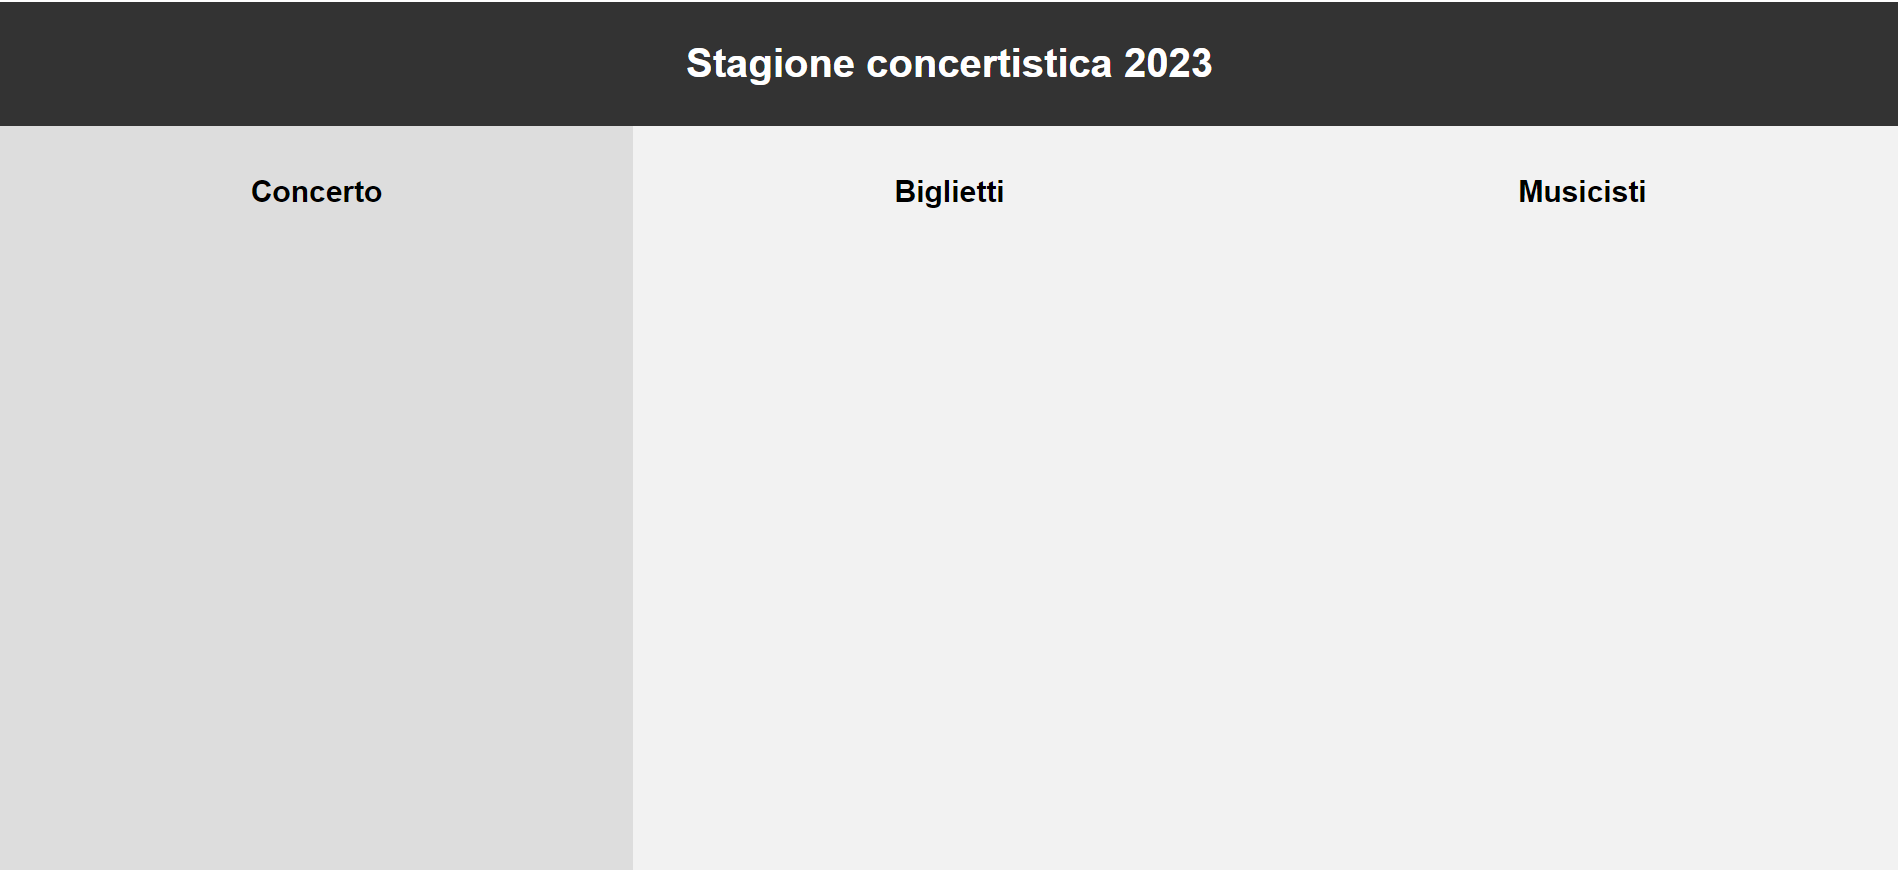 Stagione concertistica 2023
Concerto
Biglietti
Musicisti